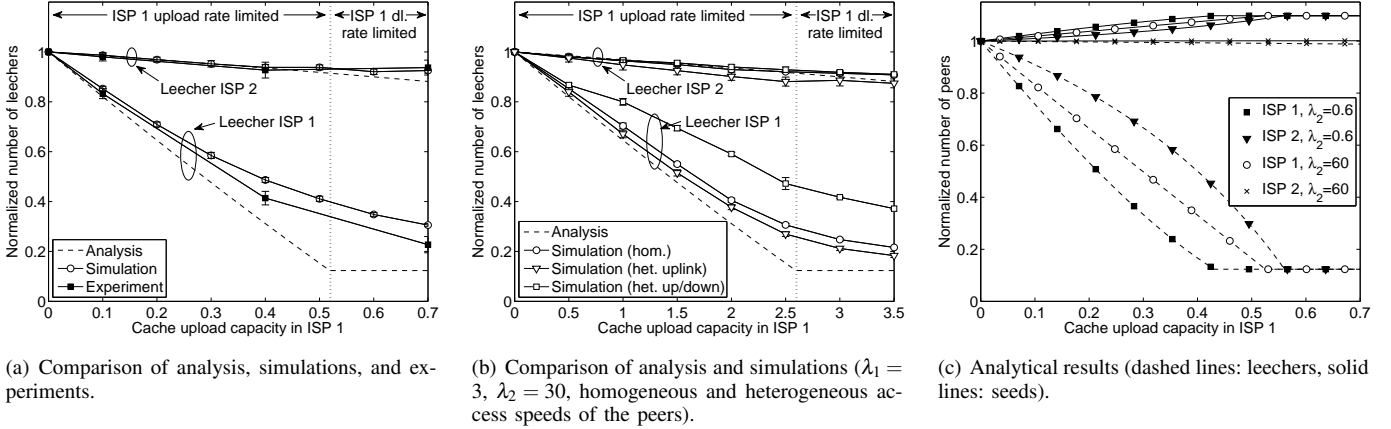 ISP 1 upload rate limited
ISP 1 dl.
rate limited
Normalized number of leechers
1
0.8
0.6
0.4
0.2
0
Leecher ISP 2
Leecher ISP 1
Analysis
Simulation
Experiment
0 0.1 0.2 0.3 0.4 0.5 0.6 0.7
Cache upload capacity in ISP 1
(a) Comparison of analysis, simulations, and ex-
periments.
ISP 1 upload rate limited
ISP 1 dl.
rate limited
Normalized number of leechers
1
0.8
0.6
0.4
0.2
0
Leecher ISP 2
Leecher ISP 1
Analysis
Simulation (hom.)
Simulation (het. uplink)
Simulation (het. up/down)
0 0.5 1 1.5 2 2.5 3 3.5
Cache upload capacity in ISP 1
(b) Comparison of analysis and simulations (λ1 =
3, λ2 = 30, homogeneous and heterogeneous ac-
cess speeds of the peers).
Normalized number of peers
1
0.8
0.6
0.4
0.2
0
ISP 1, λ2=0.6
ISP 2, λ2=0.6
ISP 1, λ2=60
ISP 2, λ2=60
0 0.1 0.2 0.3 0.4 0.5 0.6 0.7
Cache upload capacity in ISP 1
(c) Analytical results (dashed lines: leechers, solid
lines: seeds).